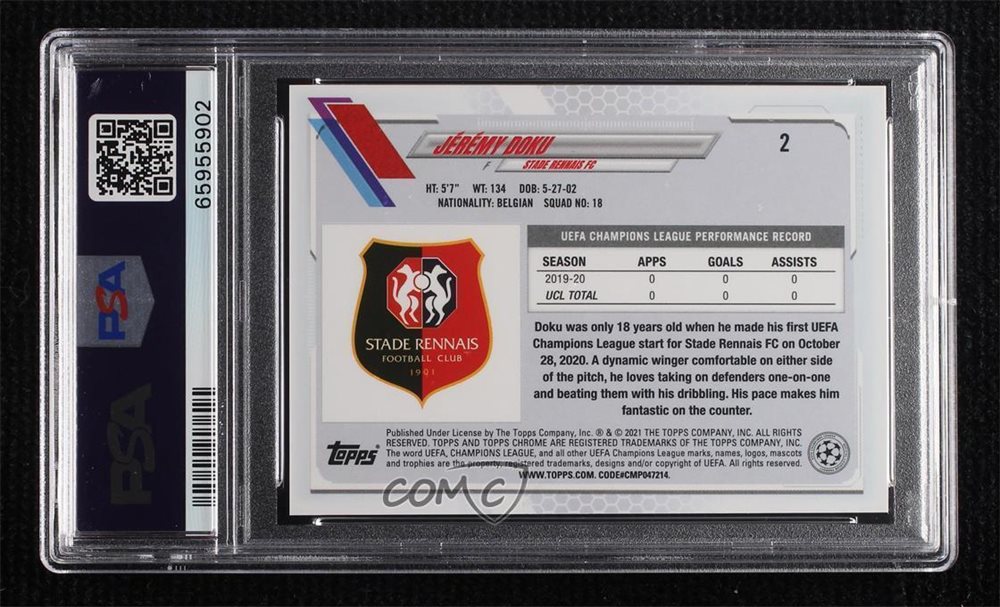 65955902
PSA
PSA
JÉRÉMY DOKU
F STADE RENNAIS FC
2
HT: 5'7" WT: 134 DOB: 5-27-02
NATIONALITY: BELGIAN SQUAD NO: 18
STADE RENNAIS
FOOTBALL CLUB
1901
UEFA CHAMPIONS LEAGUE PERFORMANCE RECORD
SEASON APPS GOALS ASSISTS
2019-20 0 0 0
UCL TOTAL 0 0 0
Doku was only 18 years old when he made his first UEFA
Champions League start for Stade Rennais FC on October
28, 2020. A dynamic winger comfortable on either side
of the pitch, he loves taking on defenders one-on-one
and beating them with his dribbling. His pace makes him
fantastic on the counter.
Topps
Published Under License by The Topps Company, Inc. ® & © 2021 THE TOPPS COMPANY, INC. ALL RIGHTS
RESERVED. TOPPS AND TOPPS CHROME ARE REGISTERED TRADEMARKS OF THE TOPPS COMPANY, INC.
The word UEFA, CHAMPIONS LEAGUE, and all other UEFA Champions League marks, names, logos, mascots
and trophies are the property, registered trademarks, designs and/or copyright of UEFA. All rights reserved.
WWW.TOPPS.COM. CODE#CMP047214.
COMC